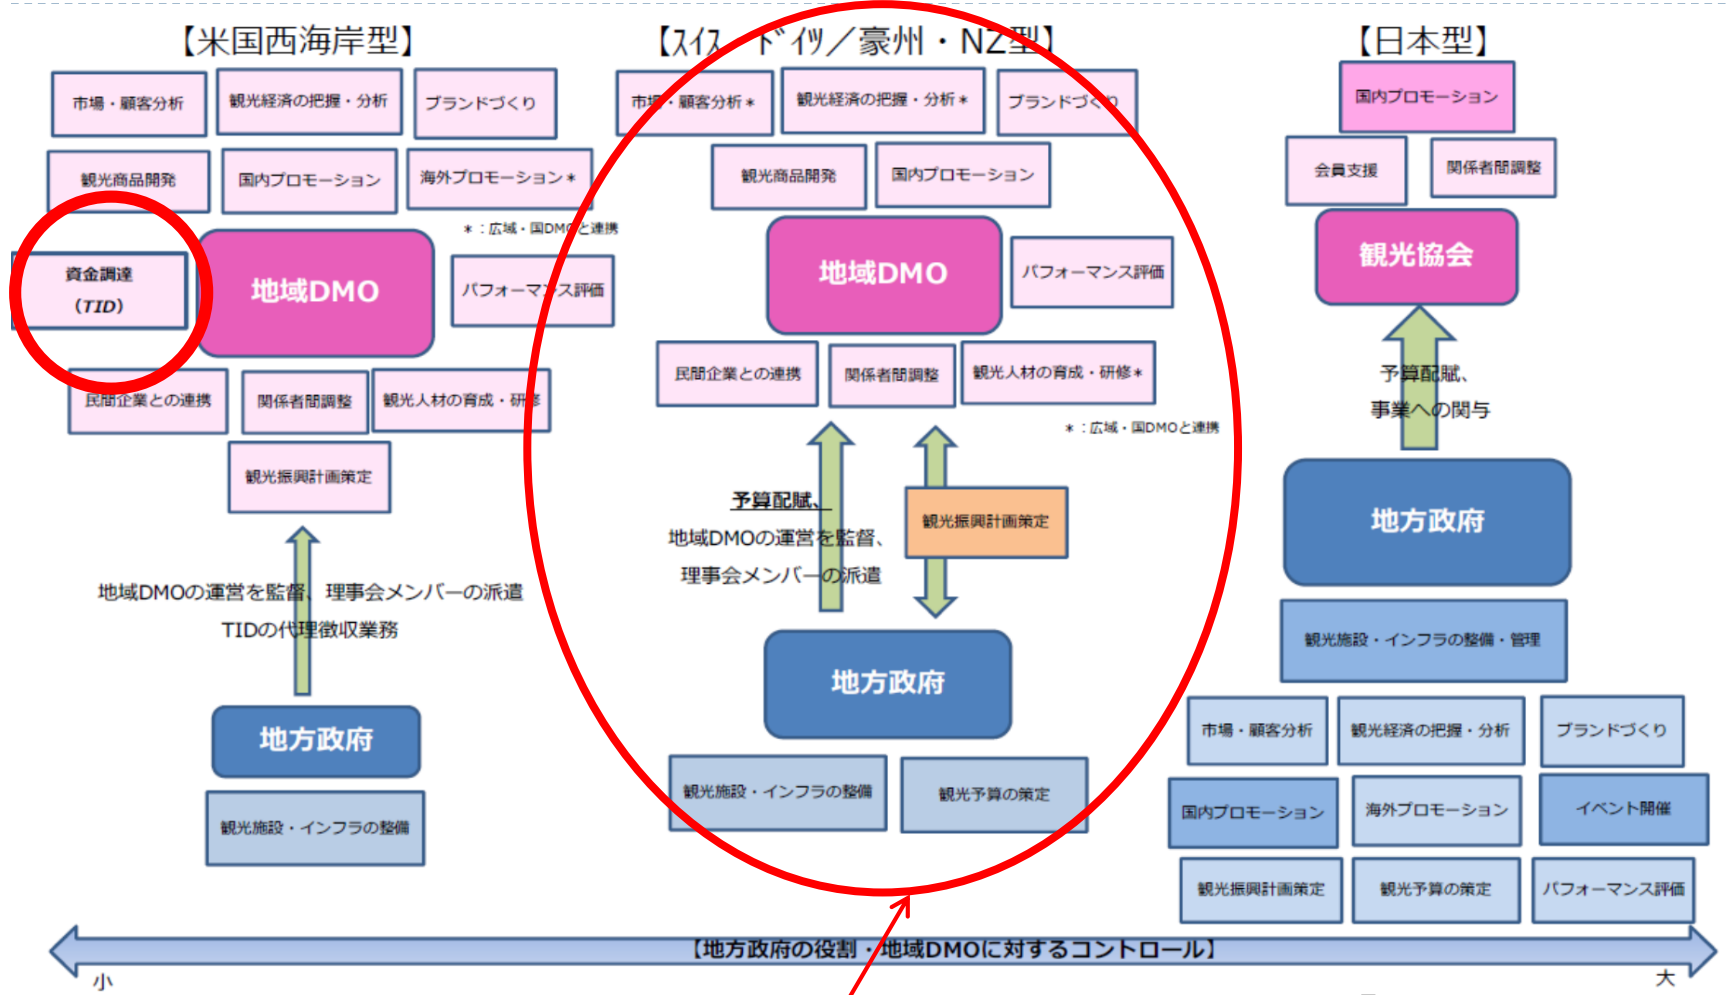 【米国西海岸型】
市場・顧客分析
観光経済の把握・分析
ブランドづくり
観光商品開発
国内プロモーション
海外プロモーション＊
＊：広域・国DMOと連携
資金調達
（TID）
地域DMO
パフォーマンス評価
民間企業との連携
関係者間調整
観光人材の育成・研修
観光振興計画策定
地域DMOの運営を監督、理事会メンバーの派遣
TIDの代理徴収業務
地方政府
観光施設・インフラの整備
【ｽｲｽ　ﾄﾞｲﾂ／豪州・NZ型】
市場・顧客分析＊
観光経済の把握・分析＊
ブランドづくり
観光商品開発
国内プロモーション
地域DMO
パフォーマンス評価
民間企業との連携
関係者間調整
観光人材の育成・研修＊
＊：広域・国DMOと連携
予算配賦、
地域DMOの運営を監督、
理事会メンバーの派遣
観光振興計画策定
地方政府
観光施設・インフラの整備
観光予算の策定
【日本型】
国内プロモーション
会員支援
関係者間調整
観光協会
予算配賦、
事業への関与
地方政府
観光施設・インフラの整備・管理
市場・顧客分析
観光経済の把握・分析
ブランドづくり
国内プロモーション
海外プロモーション
イベント開催
観光振興計画策定
観光予算の策定
パフォーマンス評価
【地方政府の役割・地域DMOに対するコントロール】
小
大